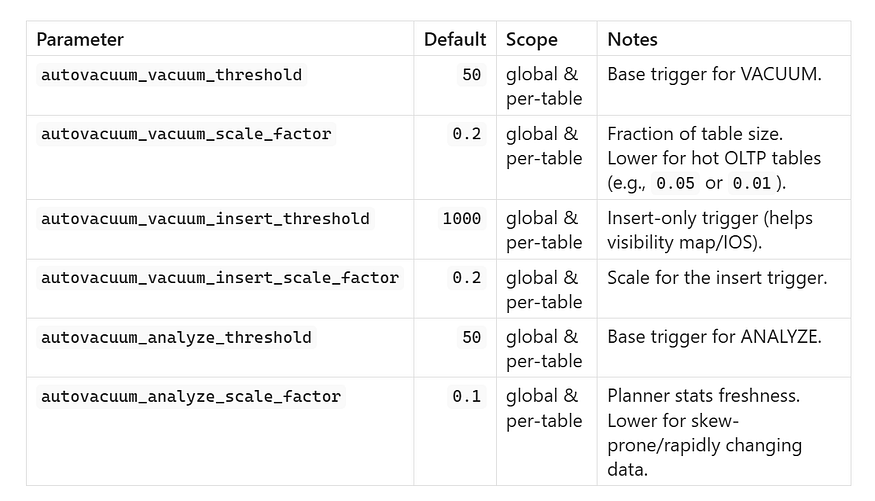 Parameter Default Scope Notes
autovacuum_vacuum_threshold 50 global & Base trigger for VACUUM.
per-table
autovacuum_vacuum_scale_factor 0.2 global & Fraction of table size.
per-table Lower for hot OLTP tables
(e.g., 0.05 or 0.01 ).
autovacuum_vacuum_insert_threshold 1000 global & Insert-only trigger (helps
per-table visibility map/IOS).
autovacuum_vacuum_insert_scale_factor 0.2 global & Scale for the insert trigger.
per-table
autovacuum_analyze_threshold 50 global & Base trigger for ANALYZE.
per-table
autovacuum_analyze_scale_factor 0.1 global & Planner stats freshness.
per-table Lower for skew-
prone/rapidly changing
data.